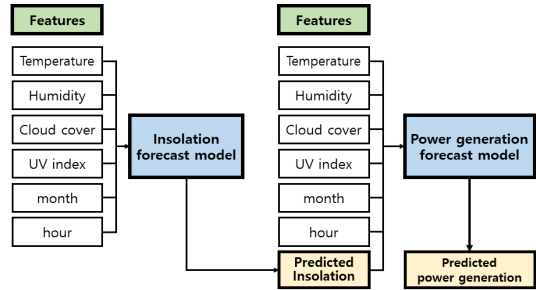 Features
Temperature
Humidity
Cloud cover
UV index
month
hour
Insolation
forecast model
Features
Temperature
Humidity
Cloud cover
UV index
month
hour
Predicted
Insolation
Power generation
forecast model
Predicted
power generation